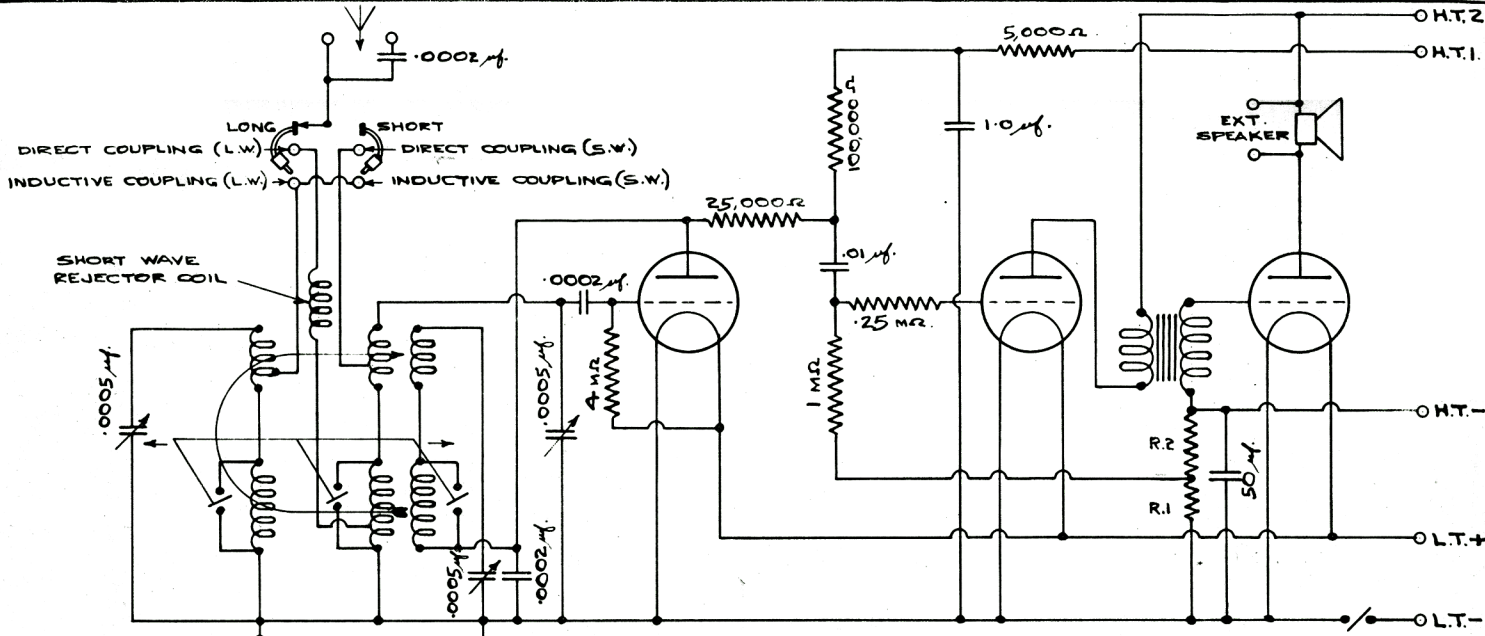 H.T.2
5,000Ω
H.T.1.
.0002 µf.
100,000 Ω
1.0 µf.
EXT.
SPEAKER
LONG
SHORT
DIRECT COUPLING (L.W.)
DIRECT COUPLING (S.W.)
INDUCTIVE COUPLING (L.W.)
INDUCTIVE COUPLING (S.W.)
25,000Ω
.01 µf.
SHORT WAVE
REJECTOR COIL
.0002 µf.
.25 MΩ.
.0005 µf.
.0005 µf.
4 MΩ
1 MΩ
H.T.-
R.2
50 µf.
R.1
L.T.+
.0005 µf.
.0002 µf.
L.T.-